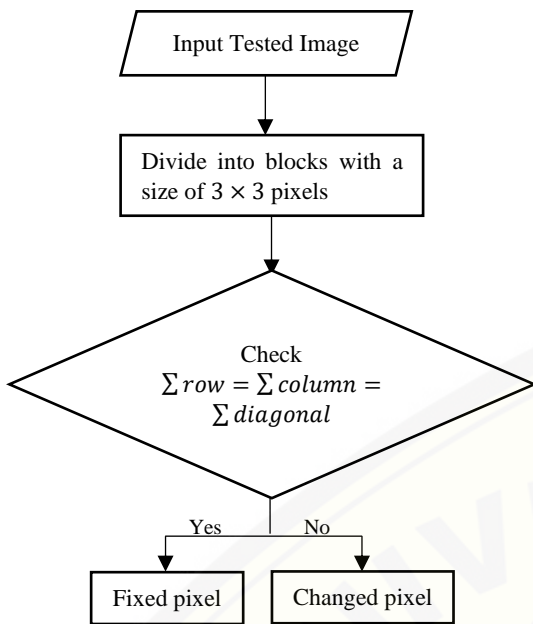 Input Tested Image
Divide into blocks with a
size of 3 × 3 pixels
Check
∑ row = ∑ column =
∑ diagonal
Yes No
Fixed pixel Changed pixel